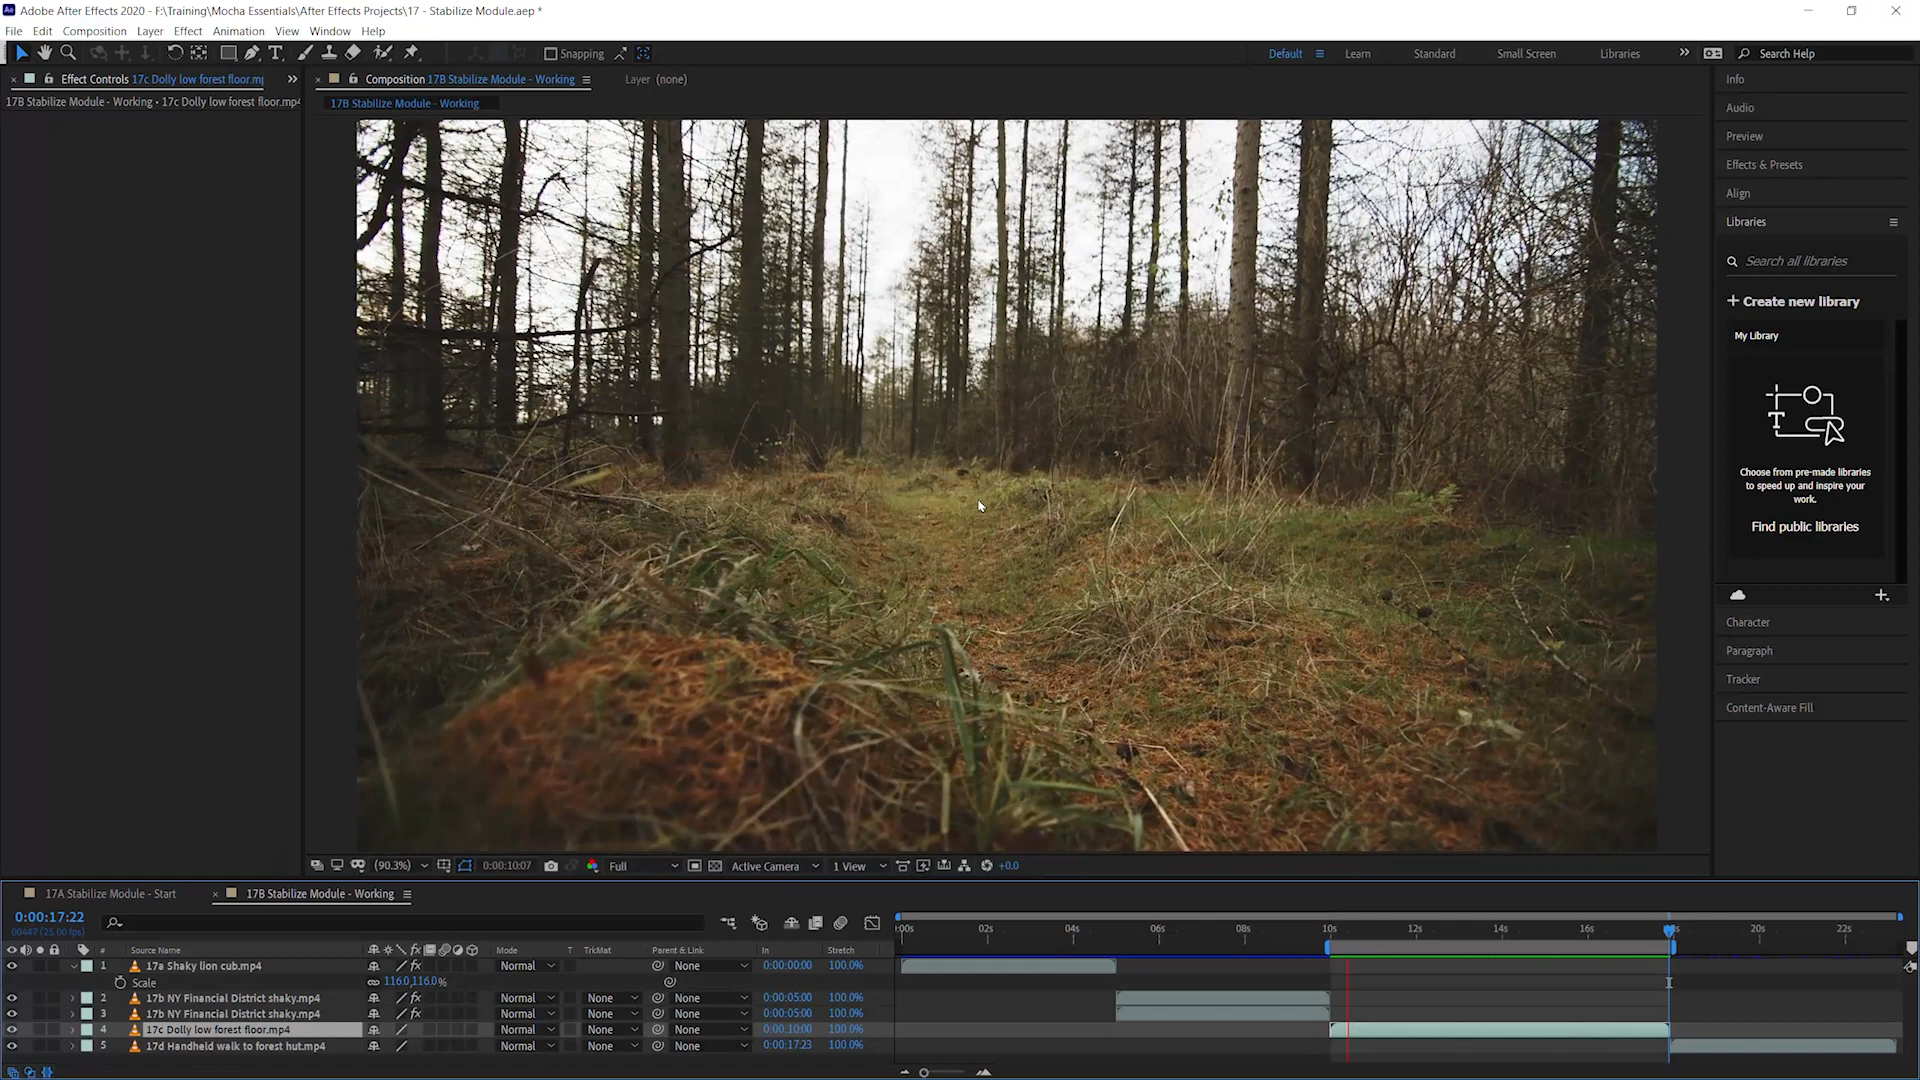 Ae Adobe After Effects 2020 - F:\Training\Mocha Essentials\After Effects Projects\17 - Stabilize Module.aep *
File Edit Composition Layer Effect Animation View Window Help
Snapping
Default Learn Standard Small Screen Libraries Search Help
Effect Controls 17c Dolly low forest floor.m
Composition 17B Stabilize Module - Working
Layer (none)
17B Stabilize Module - Working • 17c Dolly low forest floor.mp4
17B Stabilize Module - Working
Info
Audio
Preview
Effects & Presets
Align
Libraries
Search all libraries
+ Create new library
My Library
Choose from pre-made libraries
to speed up and inspire your
work.
Find public libraries
Character
Paragraph
Tracker
Content-Aware Fill
(90.3%) 0:00:10:07 Full Active Camera 1 View +0.0
17A Stabilize Module - Start
17B Stabilize Module - Working
0:00:17:22
00447 (25.00 fps)
:00s 02s 04s 06s 08s 10s 12s 14s 16s 20s 22s
# Source Name fx Mode T TrkMat Parent & Link In Stretch
1 17a Shaky lion cub.mp4 fx Normal None 0:00:00:00 100.0%
Scale 116.0,116.0%
2 17b NY Financial District shaky.mp4 fx Normal None None 0:00:05:00 100.0%
3 17b NY Financial District shaky.mp4 fx Normal None None 0:00:05:00 100.0%
4 17c Dolly low forest floor.mp4 Normal None None 0:00:10:00 100.0%
5 17d Handheld walk to forest hut.mp4 Normal None None 0:00:17:23 100.0%